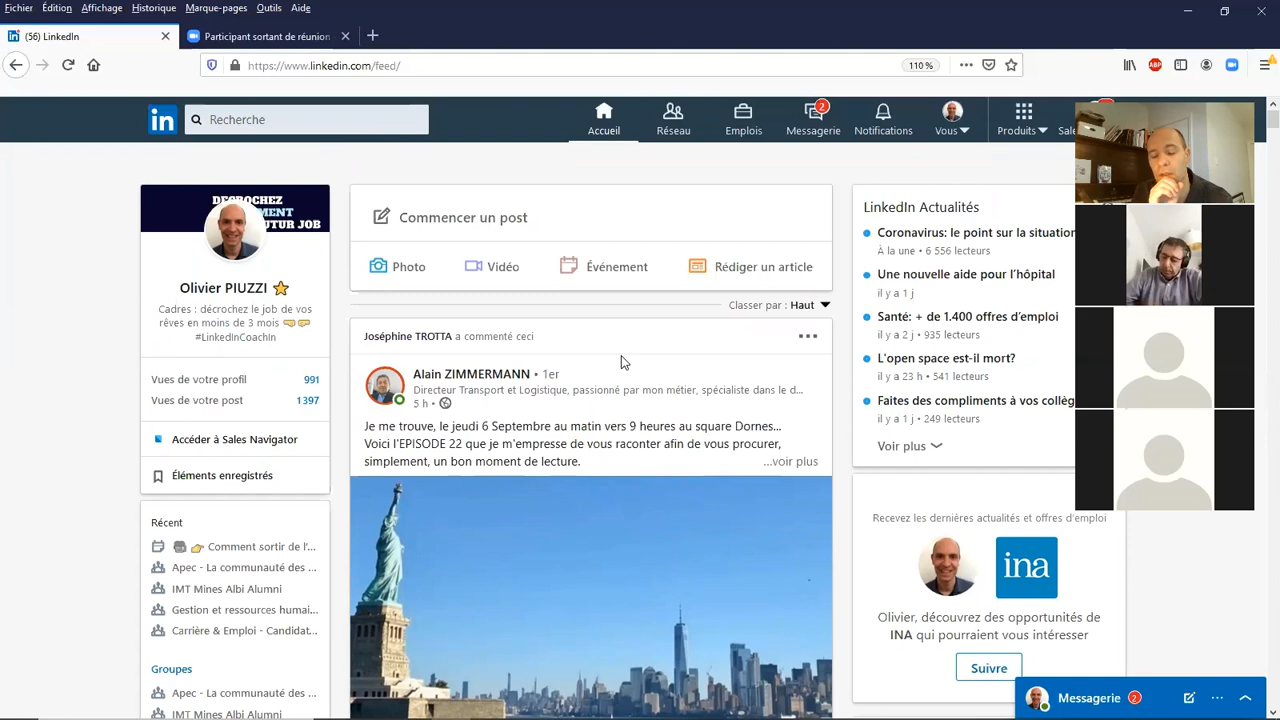 Fichier Édition Affichage Historique Marque-pages Outils Aide
(56) LinkedIn
Participant sortant de réunion
https://www.linkedin.com/feed/
110 %
ABP
in
Recherche
Accueil
Réseau
Emplois
2
Messagerie
Notifications
Vous
Produits
Sale
DÉCROCHEZ
FUTUR JOB
Olivier PIUZZI
Cadres : décrochez le job de vos
rêves en moins de 3 mois
#LinkedInCoachIn
Vues de votre profil 991
Vues de votre post 1397
Accéder à Sales Navigator
Éléments enregistrés
Récent
Comment sortir de l'...
Apec - La communauté des ...
IMT Mines Albi Alumni
Gestion et ressources humai...
Carrière & Emploi - Candidat...
Groupes
Apec - La communauté des ...
IMT Mines Albi Alumni
Commencer un post
Photo
Vidéo
Événement
Rédiger un article
Classer par : Haut
Joséphine TROTTA a commenté ceci
Alain ZIMMERMANN • 1er
Directeur Transport et Logistique, passionné par mon métier, spécialiste dans le d...
5 h •
Je me trouve, le jeudi 6 Septembre au matin vers 9 heures au square Dornes...
Voici l'EPISODE 22 que je m'empresse de vous raconter afin de vous procurer,
simplement, un bon moment de lecture.
...voir plus
LinkedIn Actualités
Coronavirus: le point sur la situation
À la une • 6 556 lecteurs
Une nouvelle aide pour l'hôpital
il y a 1 j
Santé: + de 1.400 offres d'emploi
il y a 2 j • 935 lecteurs
L'open space est-il mort?
il y a 23 h • 541 lecteurs
Faites des compliments à vos collèg
il y a 1 j • 249 lecteurs
Voir plus
Recevez les dernières actualités et offres d'emploi
ina
Olivier, découvrez des opportunités de
INA qui pourraient vous intéresser
Suivre
Messagerie 2